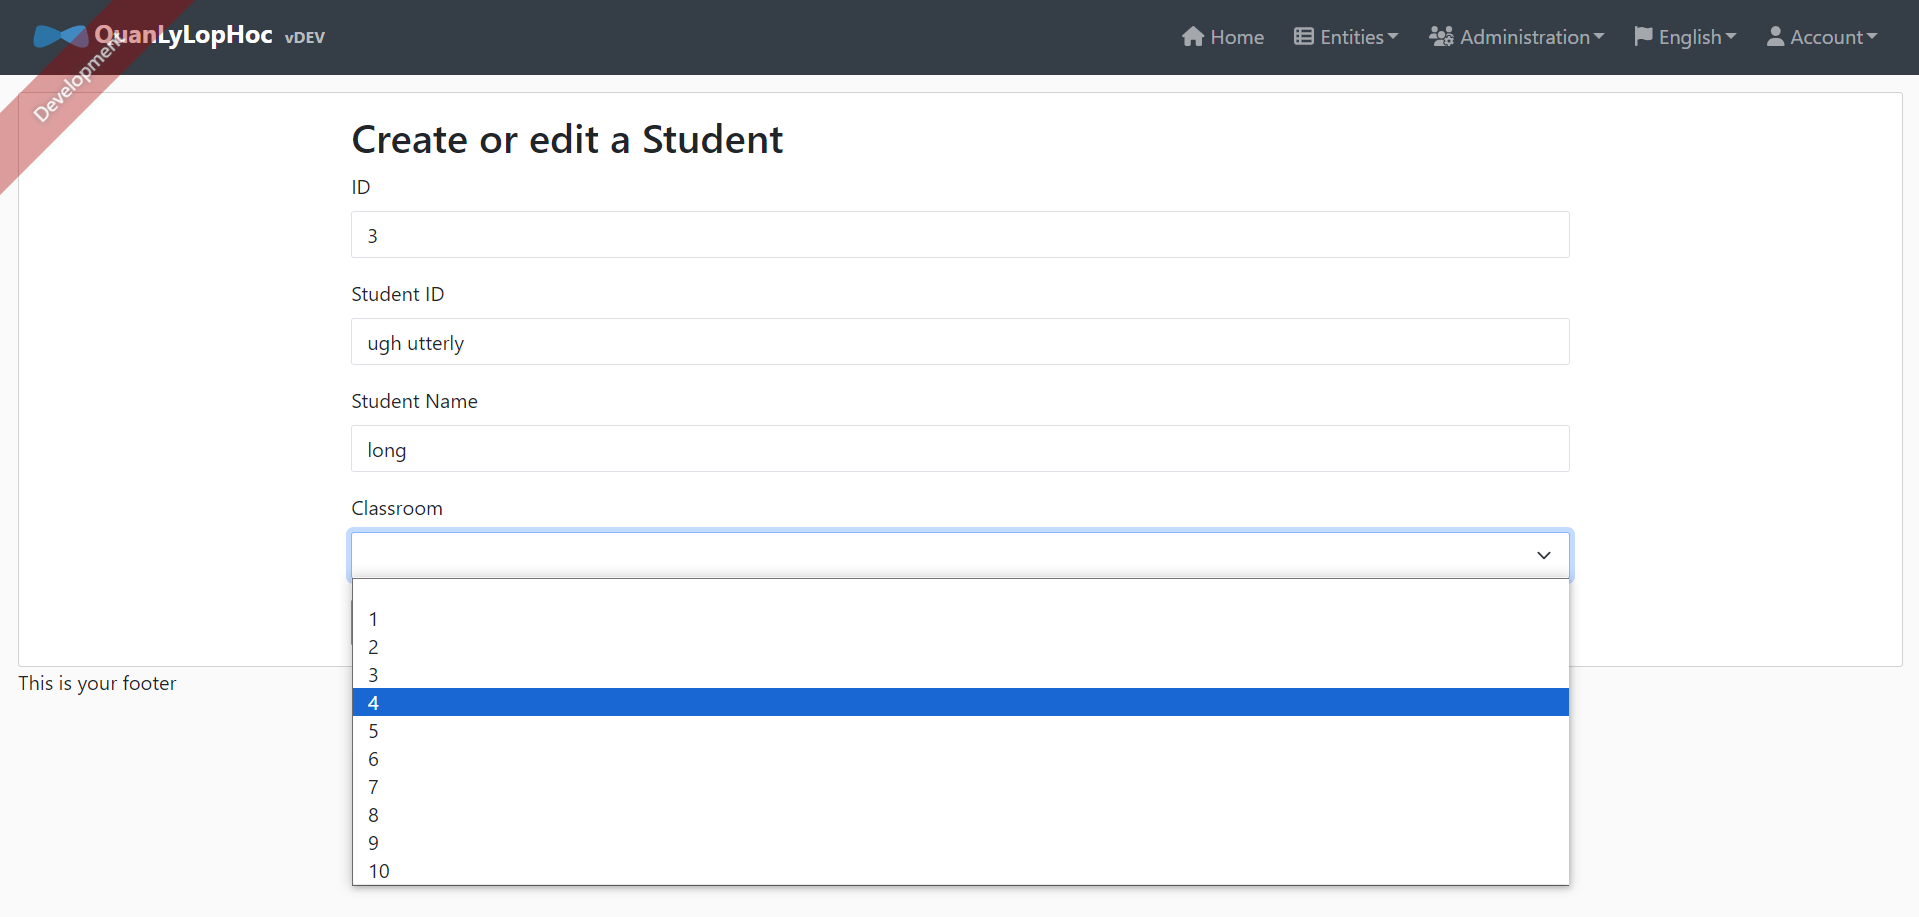 QuanLyLopHoc vDEV
Home Entities Administration English Account
Development
Create or edit a Student
ID
3
Student ID
ugh utterly
Student Name
long
Classroom
1
2
3
4
5
6
7
8
9
10
This is your footer